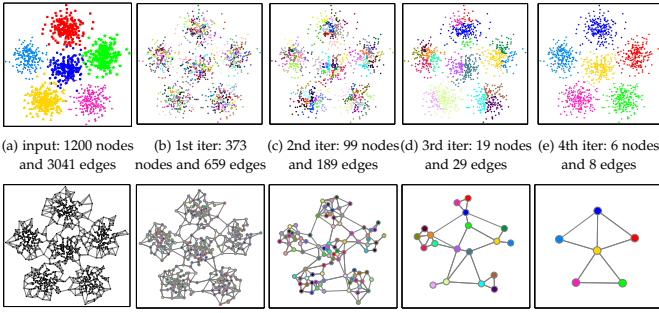 (a) input: 1200 nodes
and 3041 edges
(b) 1st iter: 373
nodes and 659 edges
(c) 2nd iter: 99 nodes
and 189 edges
(d) 3rd iter: 19 nodes
and 29 edges
(e) 4th iter: 6 nodes
and 8 edges